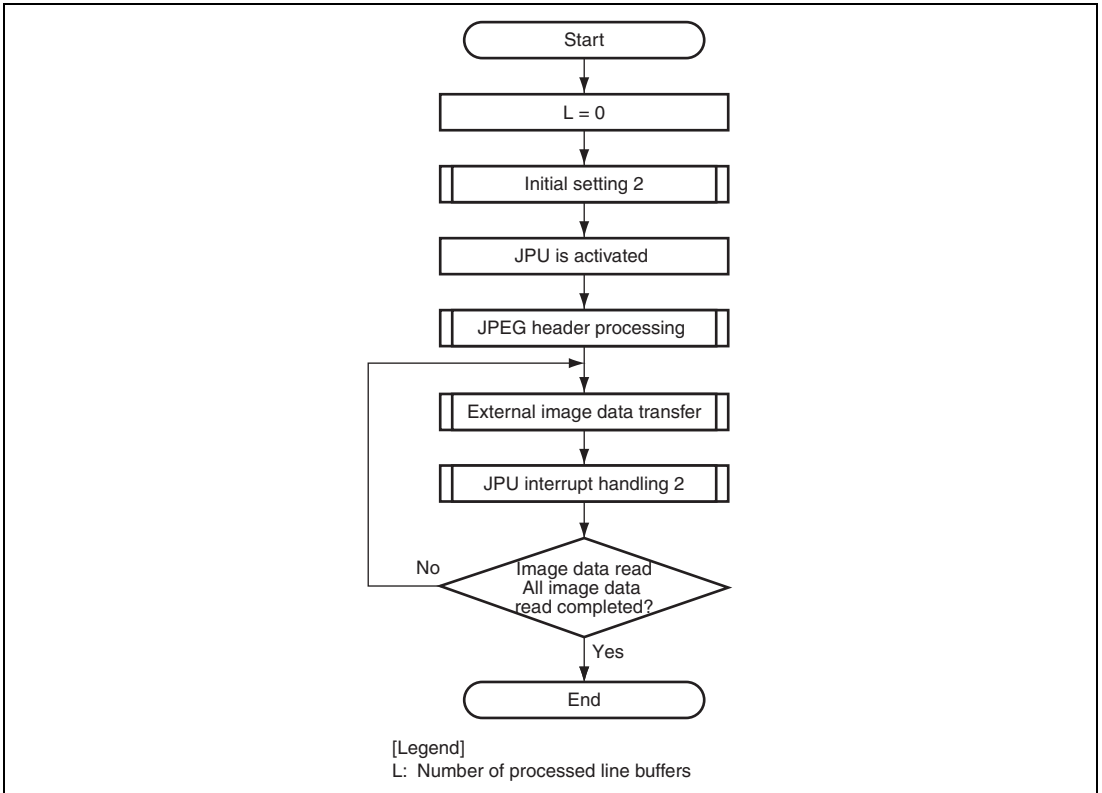 Start
L = 0
Initial setting 2
JPU is activated
JPEG header processing
External image data transfer
JPU interrupt handling 2
No
Image data read
All image data
read completed?
Yes
End
[Legend]
L: Number of processed line buffers